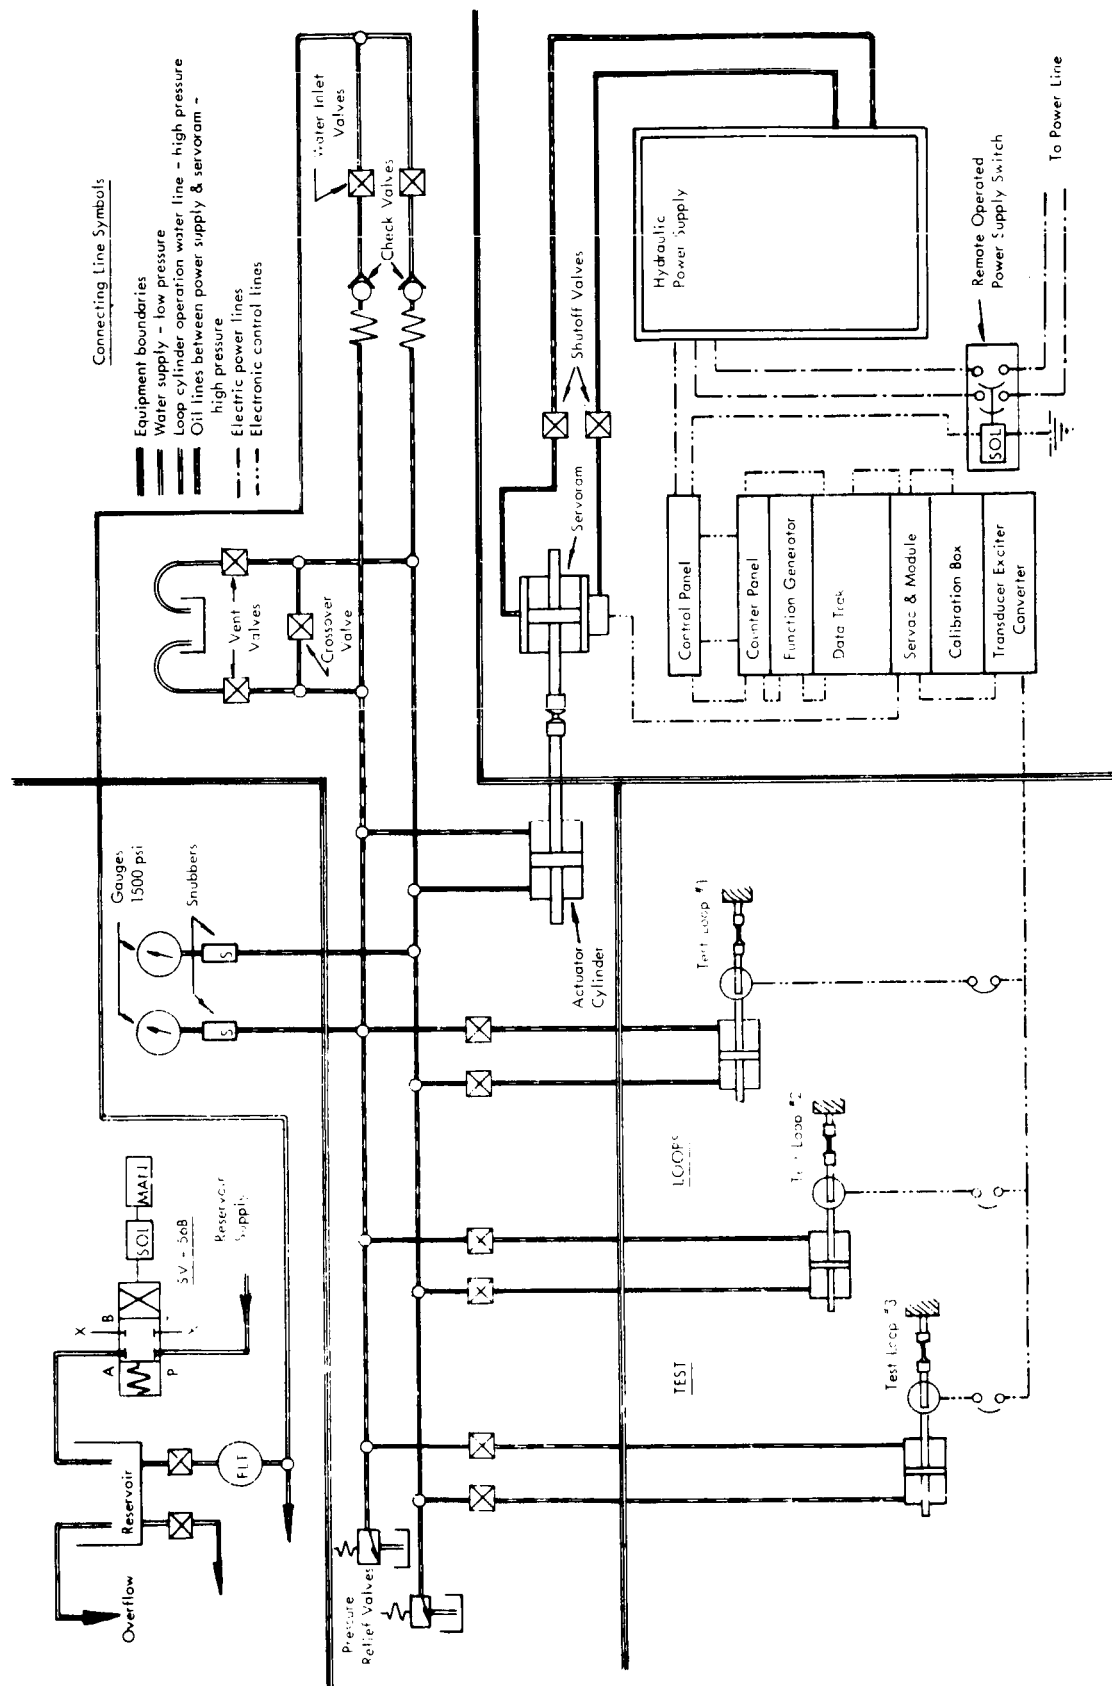 Connecting Line Symbols
Equipment boundaries
Water supply - low pressure
Loop cylinder operation water line - high pressure
Oil lines between power supply & servoram -
high pressure
Electric power lines
Electronic control lines
Water Inlet
Valves
Check Valves
Vent
Valves
Crossover
Valve
Gauges
1500 psi
Snubbers
S
S
SOL
MAN
SV - 56B
Reservoir
Supply
X
A
B
P
Reservoir
FLT
Overflow
Pressure
Relief Valves
Actuator
Cylinder
Servoram
Shutoff Valves
Hydraulic
Power Supply
Remote Operated
Power Supply Switch
To Power Line
SOL
Control Panel
Counter Panel
Function Generator
Data Trak
Servac & Module
Calibration Box
Transducer Exciter
Converter
TEST
LOOPS
Test Loop #1
Loop #2
Test Loop #3